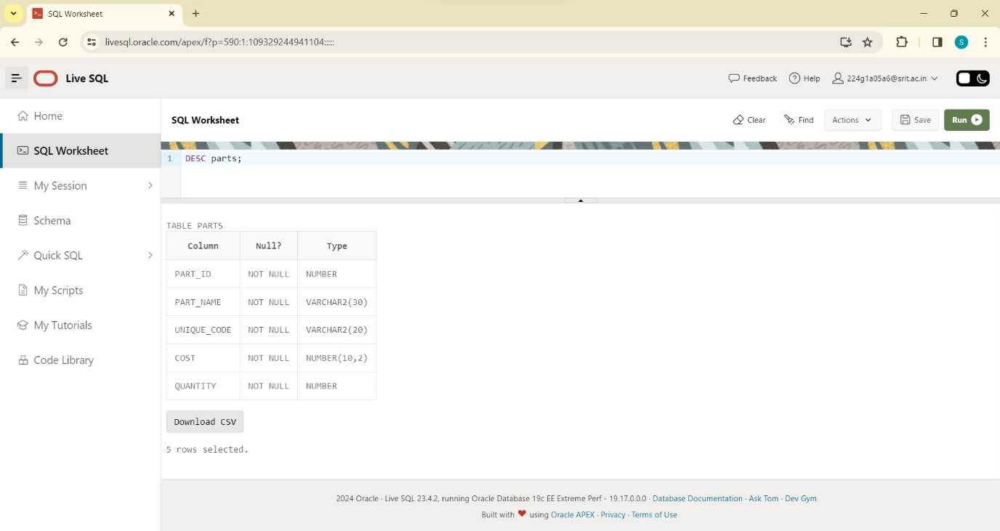 SQL Worksheet
livesql.oracle.com/apex/f?p=590:1:109329244941104:::::
S
Live SQL
Feedback
Help
224g1a05a6@srit.ac.in
Home
SQL Worksheet
My Session
Schema
Quick SQL
My Scripts
My Tutorials
Code Library
SQL Worksheet
Clear
Find
Actions
Save
Run
1 DESC parts;
TABLE PARTS
Column Null? Type
PART_ID NOT NULL NUMBER
PART_NAME NOT NULL VARCHAR2(30)
UNIQUE_CODE NOT NULL VARCHAR2(20)
COST NOT NULL NUMBER(10,2)
QUANTITY NOT NULL NUMBER
Download CSV
5 rows selected.
2024 Oracle · Live SQL 23.4.2, running Oracle Database 19c EE Extreme Perf - 19.17.0.0.0 · Database Documentation · Ask Tom · Dev Gym
Built with ❤ using Oracle APEX · Privacy · Terms of Use